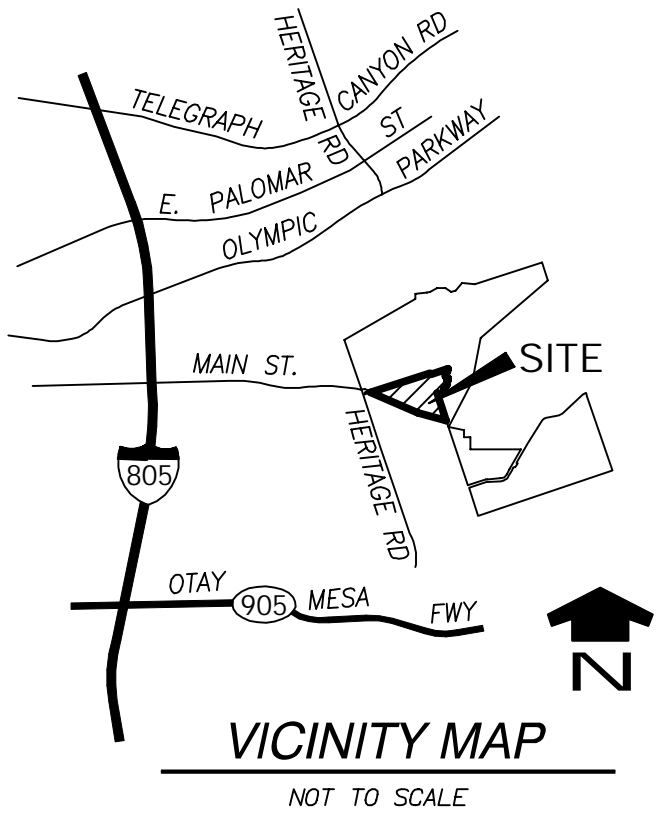 HERITAGE RD
CANYON RD
TELEGRAPH
ST
PARKWAY
E. PALOMAR
OLYMPIC
MAIN ST.
SITE
HERITAGE RD
805
OTAY
905
MESA
FWY
N
VICINITY MAP
NOT TO SCALE